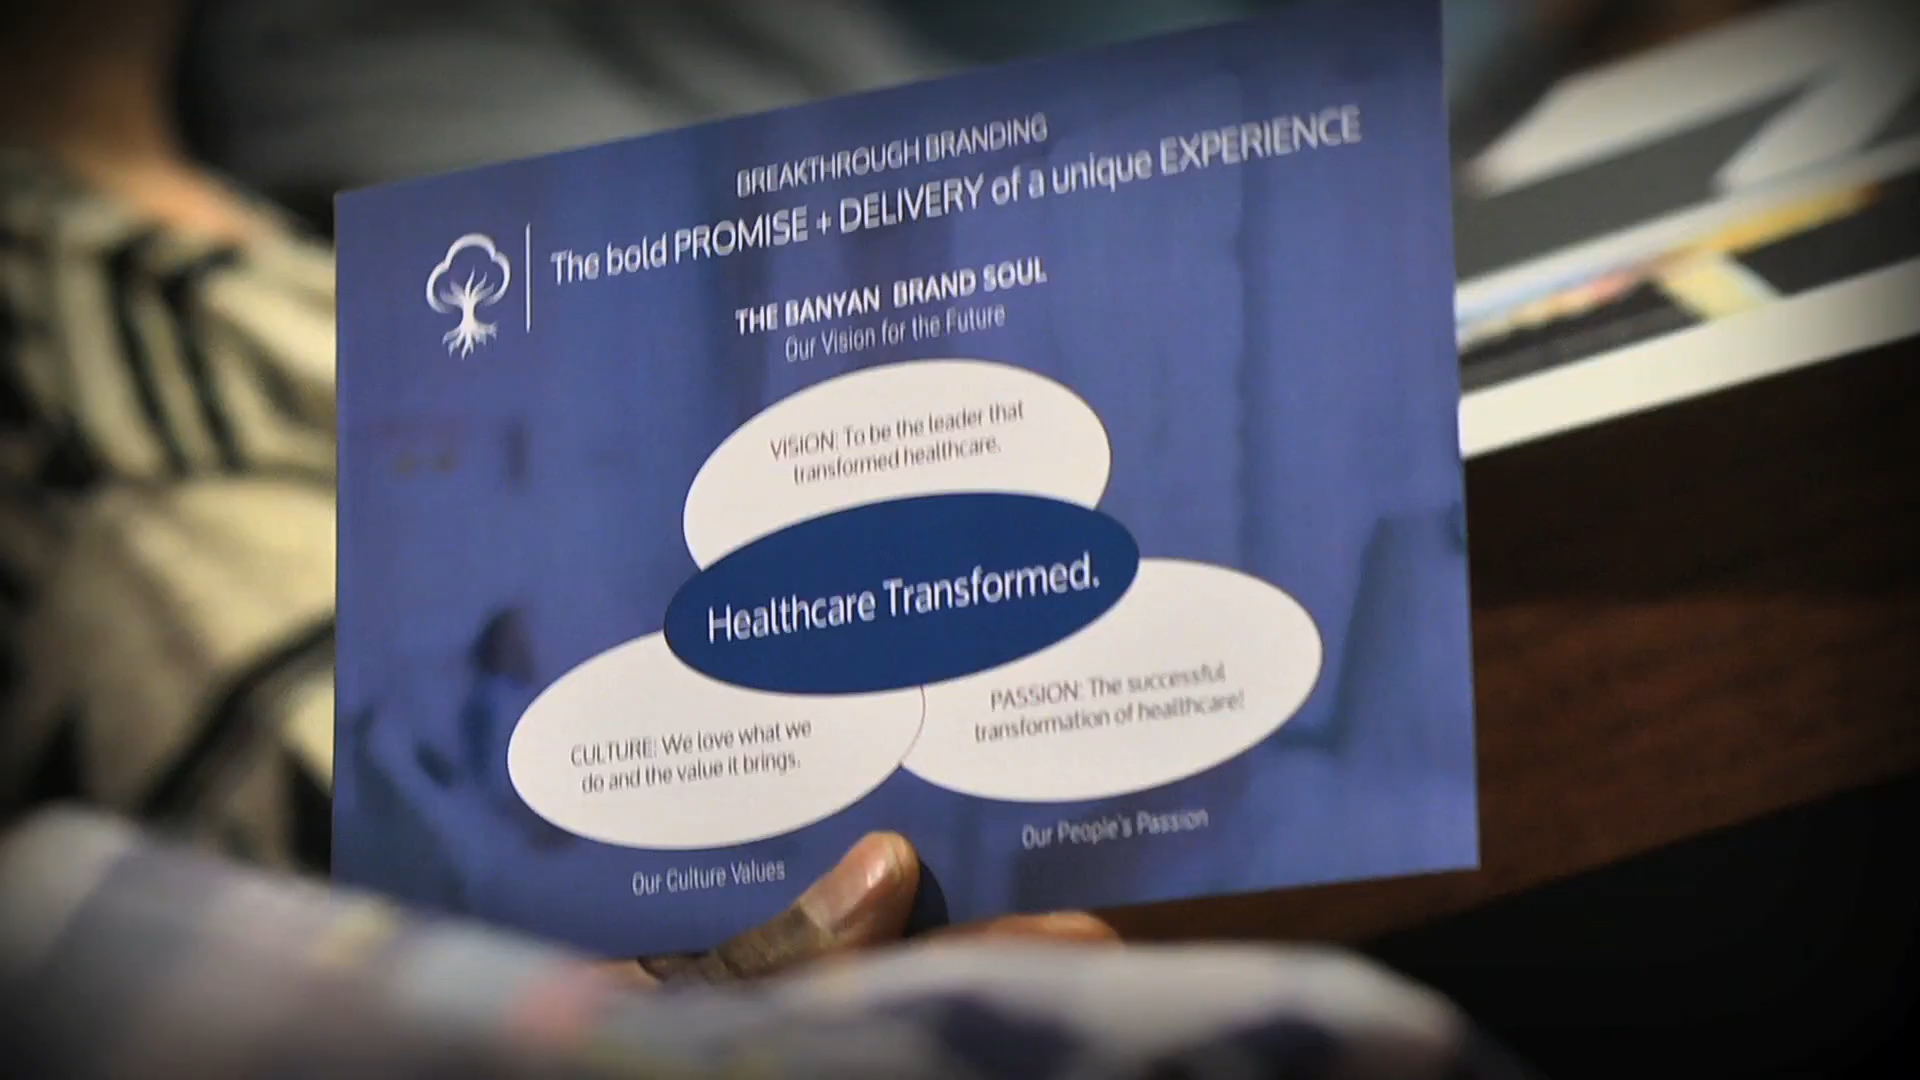 BREAKTHROUGH BRANDING
The bold PROMISE + DELIVERY of a unique EXPERIENCE
THE BANYAN BRAND SOUL
Our Vision for the Future
VISION: To be the leader that
transformed healthcare.
Healthcare Transformed.
CULTURE: We love what we
do and the value it brings.
PASSION: The successful
transformation of healthcare!
Our Culture Values
Our People's Passion